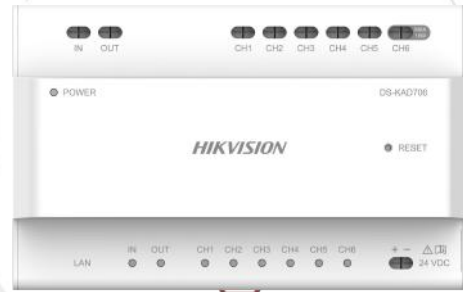 IN OUT CH1 CH2 CH3 CH4 CH5 CH6
POWER DS-KAD706
HIKVISION
RESET
IN OUT CH1 CH2 CH3 CH4 CH5 CH6 + -
LAN 24 VDC